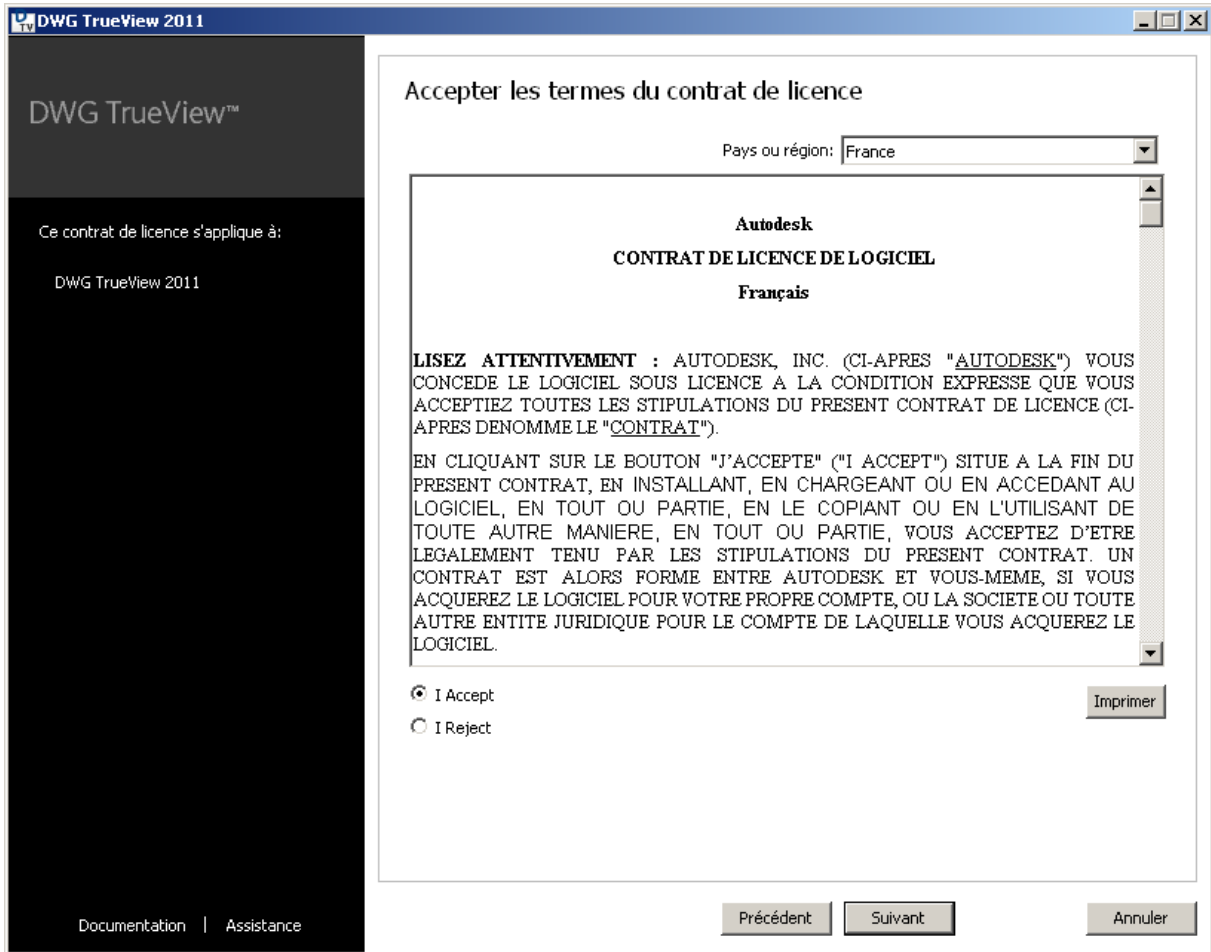 DWG TrueView 2011
DWG TrueView™
Ce contrat de licence s'applique à:
DWG TrueView 2011
Documentation | Assistance
Accepter les termes du contrat de licence
Pays ou région: France
Autodesk
CONTRAT DE LICENCE DE LOGICIEL
Français
LISEZ ATTENTIVEMENT : AUTODESK, INC. (CI-APRES "AUTODESK") VOUS
CONCEDE LE LOGICIEL SOUS LICENCE A LA CONDITION EXPRESSE QUE VOUS
ACCEPTIEZ TOUTES LES STIPULATIONS DU PRESENT CONTRAT DE LICENCE (CI-
APRES DENOMME LE "CONTRAT").
EN CLIQUANT SUR LE BOUTON "J'ACCEPTE" ("I ACCEPT") SITUE A LA FIN DU
PRESENT CONTRAT, EN INSTALLANT, EN CHARGEANT OU EN ACCEDANT AU
LOGICIEL, EN TOUT OU PARTIE, EN LE COPIANT OU EN L'UTILISANT DE
TOUTE AUTRE MANIERE, EN TOUT OU PARTIE, VOUS ACCEPTEZ D'ETRE
LEGALEMENT TENU PAR LES STIPULATIONS DU PRESENT CONTRAT. UN
CONTRAT EST ALORS FORME ENTRE AUTODESK ET VOUS-MEME, SI VOUS
ACQUEREZ LE LOGICIEL POUR VOTRE PROPRE COMPTE, OU LA SOCIETE OU TOUTE
AUTRE ENTITE JURIDIQUE POUR LE COMPTE DE LAQUELLE VOUS ACQUEREZ LE
LOGICIEL.
I Accept
I Reject
Imprimer
Précédent
Suivant
Annuler